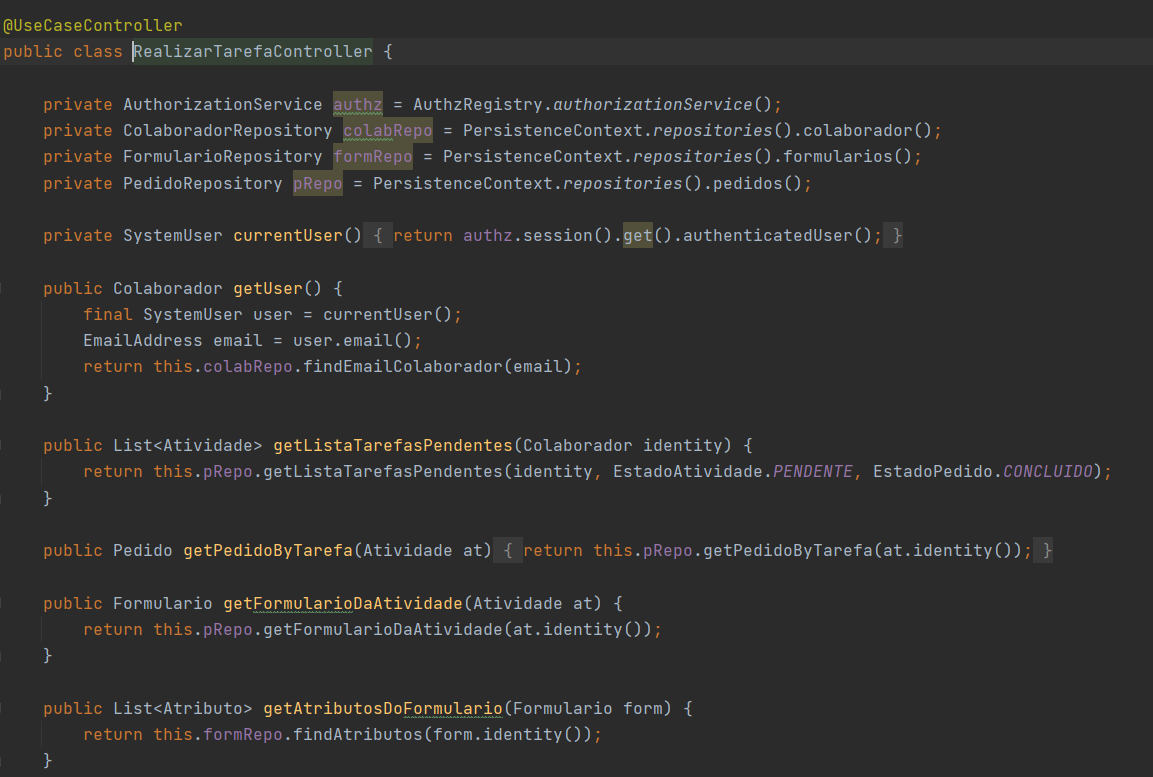 @UseCaseController
public class RealizarTarefaController {
private AuthorizationService authz = AuthzRegistry.authorizationService();
private ColaboradorRepository colabRepo = PersistenceContext.repositories().colaborador();
private FormularioRepository formRepo = PersistenceContext.repositories().formularios();
private PedidoRepository pRepo = PersistenceContext.repositories().pedidos();
private SystemUser currentUser() { return authz.session().get().authenticatedUser(); }
public Colaborador getUser() {
final SystemUser user = currentUser();
EmailAddress email = user.email();
return this.colabRepo.findEmailColaborador(email);
}
public List<Atividade> getListaTarefasPendentes(Colaborador identity) {
return this.pRepo.getListaTarefasPendentes(identity, EstadoAtividade.PENDENTE, EstadoPedido.CONCLUIDO);
}
public Pedido getPedidoByTarefa(Atividade at) { return this.pRepo.getPedidoByTarefa(at.identity()); }
public Formulario getFormularioDaAtividade(Atividade at) {
return this.pRepo.getFormularioDaAtividade(at.identity());
}
public List<Atributo> getAtributosDoFormulario(Formulario form) {
return this.formRepo.findAtributos(form.identity());
}